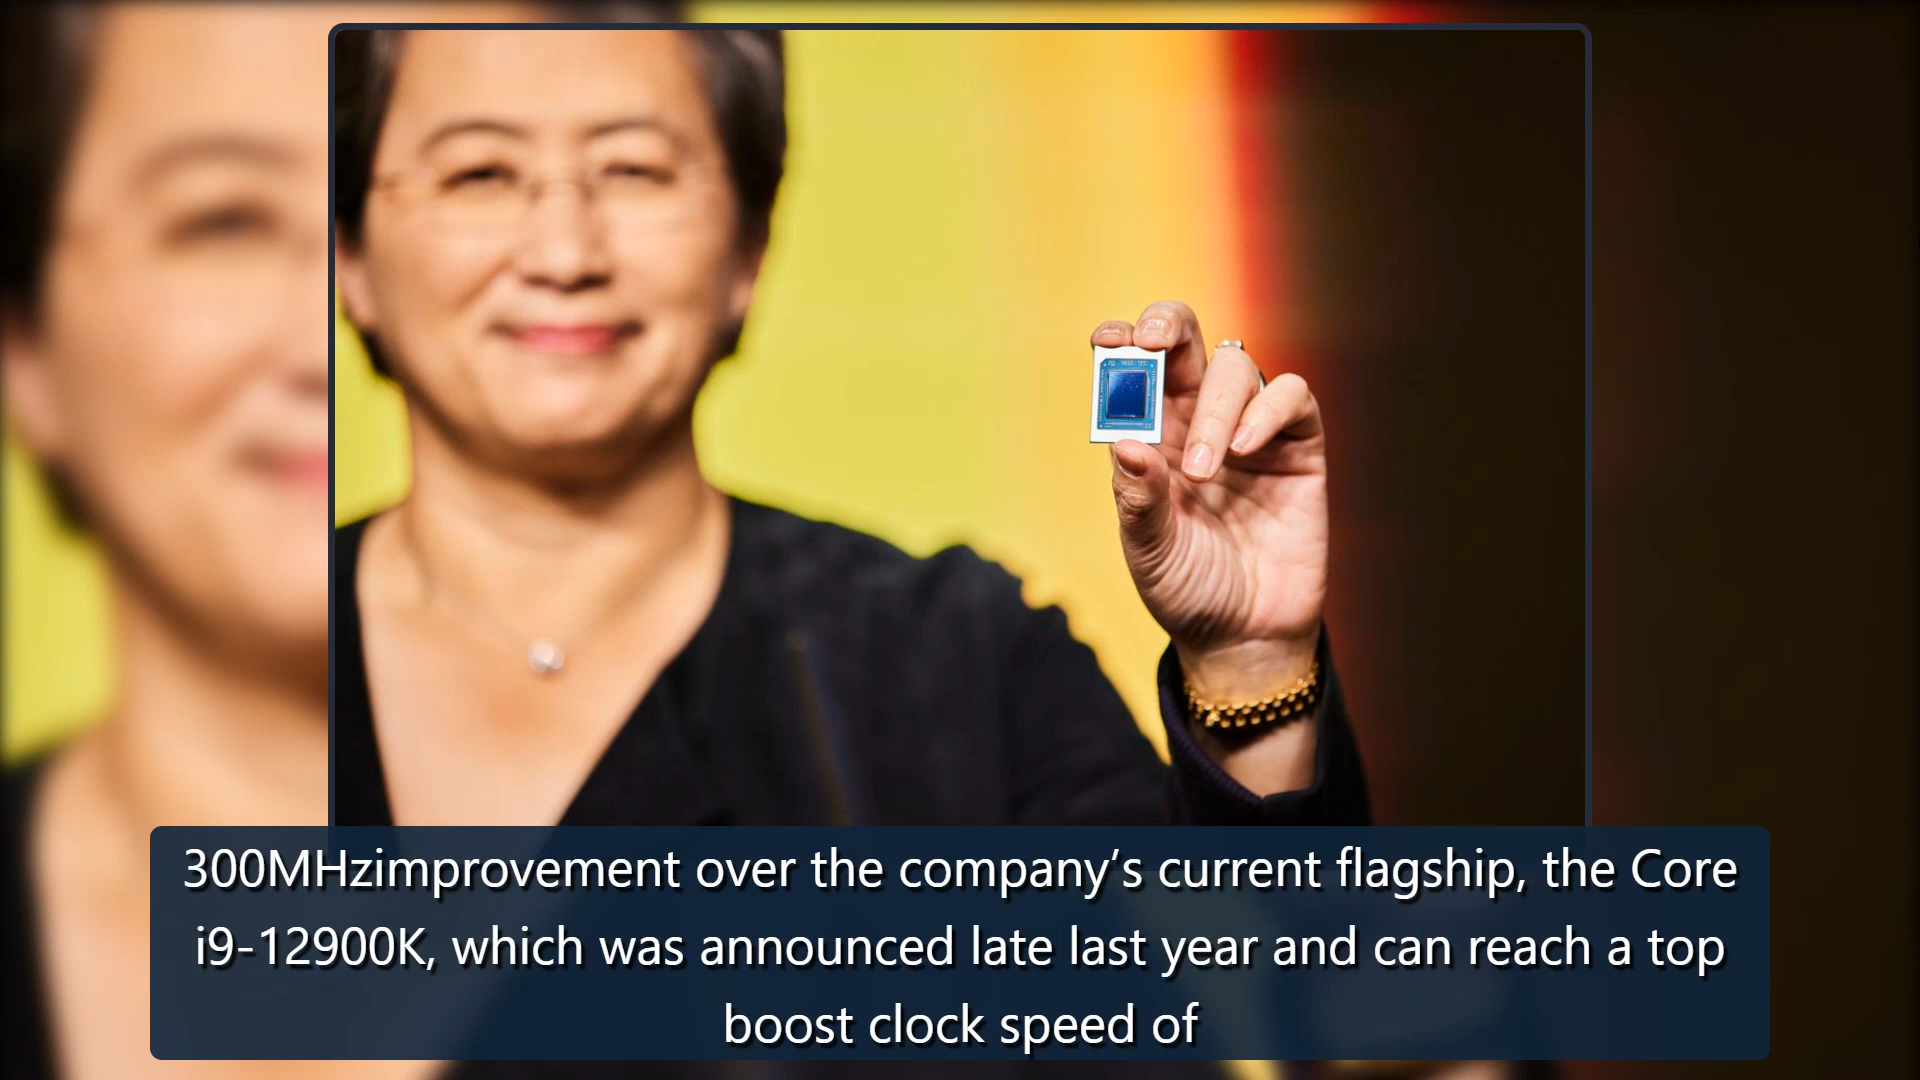 300MHzimprovement over the company’s current flagship, the Core
i9-12900K, which was announced late last year and can reach a top
boost clock speed of